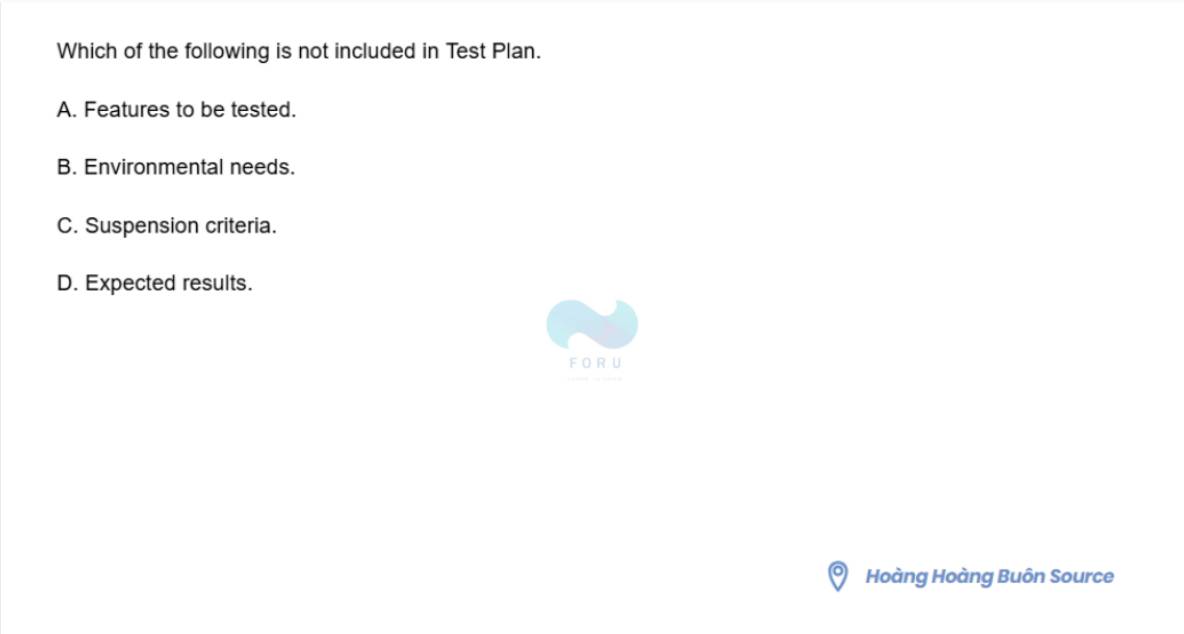 Which of the following is not included in Test Plan.
A. Features to be tested.
B. Environmental needs.
C. Suspension criteria.
D. Expected results.
FORU
Hoàng Hoàng Buôn Source